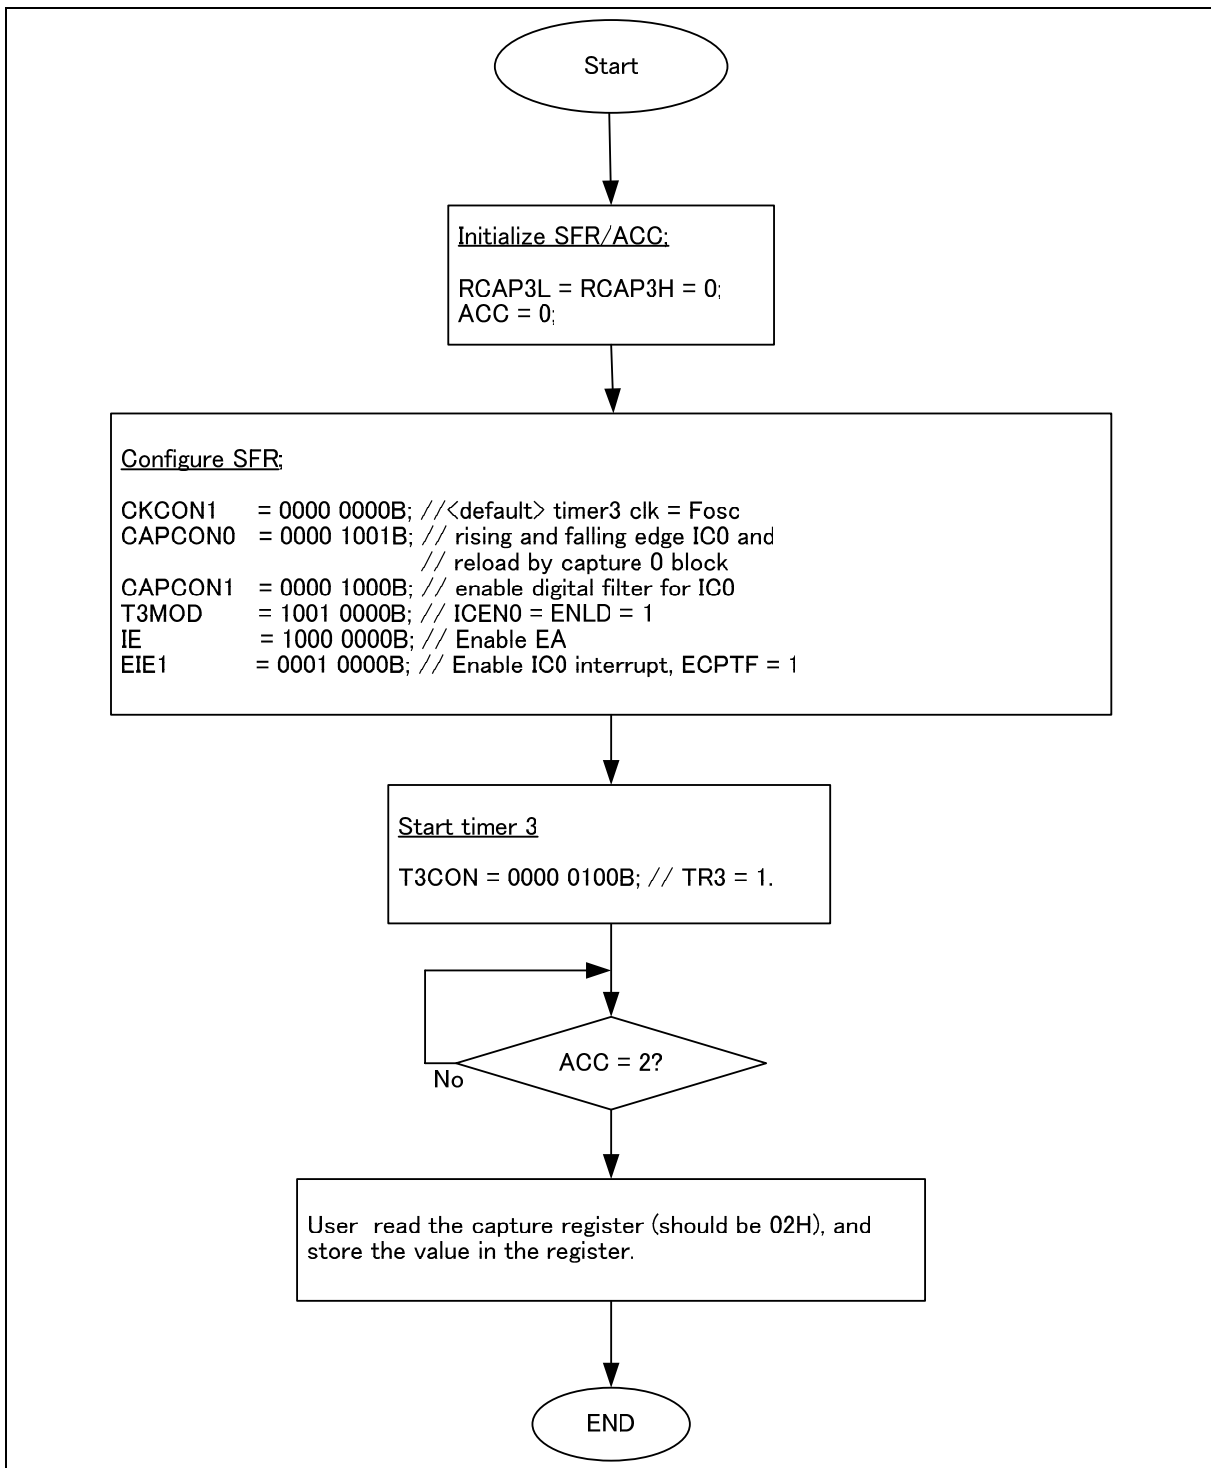 Start
Initialize SFR/ACC;
RCAP3L = RCAP3H = 0;
ACC = 0;
Configure SFR;
CKCON1 = 0000 0000B; //<default> timer3 clk = Fosc
CAPCON0 = 0000 1001B; // rising and falling edge IC0 and
// reload by capture 0 block
CAPCON1 = 0000 1000B; // enable digital filter for IC0
T3MOD = 1001 0000B; // ICEN0 = ENLD = 1
IE = 1000 0000B; // Enable EA
EIE1 = 0001 0000B; // Enable IC0 interrupt, ECPTF = 1
Start timer 3
T3CON = 0000 0100B; // TR3 = 1.
ACC = 2?
No
User read the capture register (should be 02H), and
store the value in the register.
END